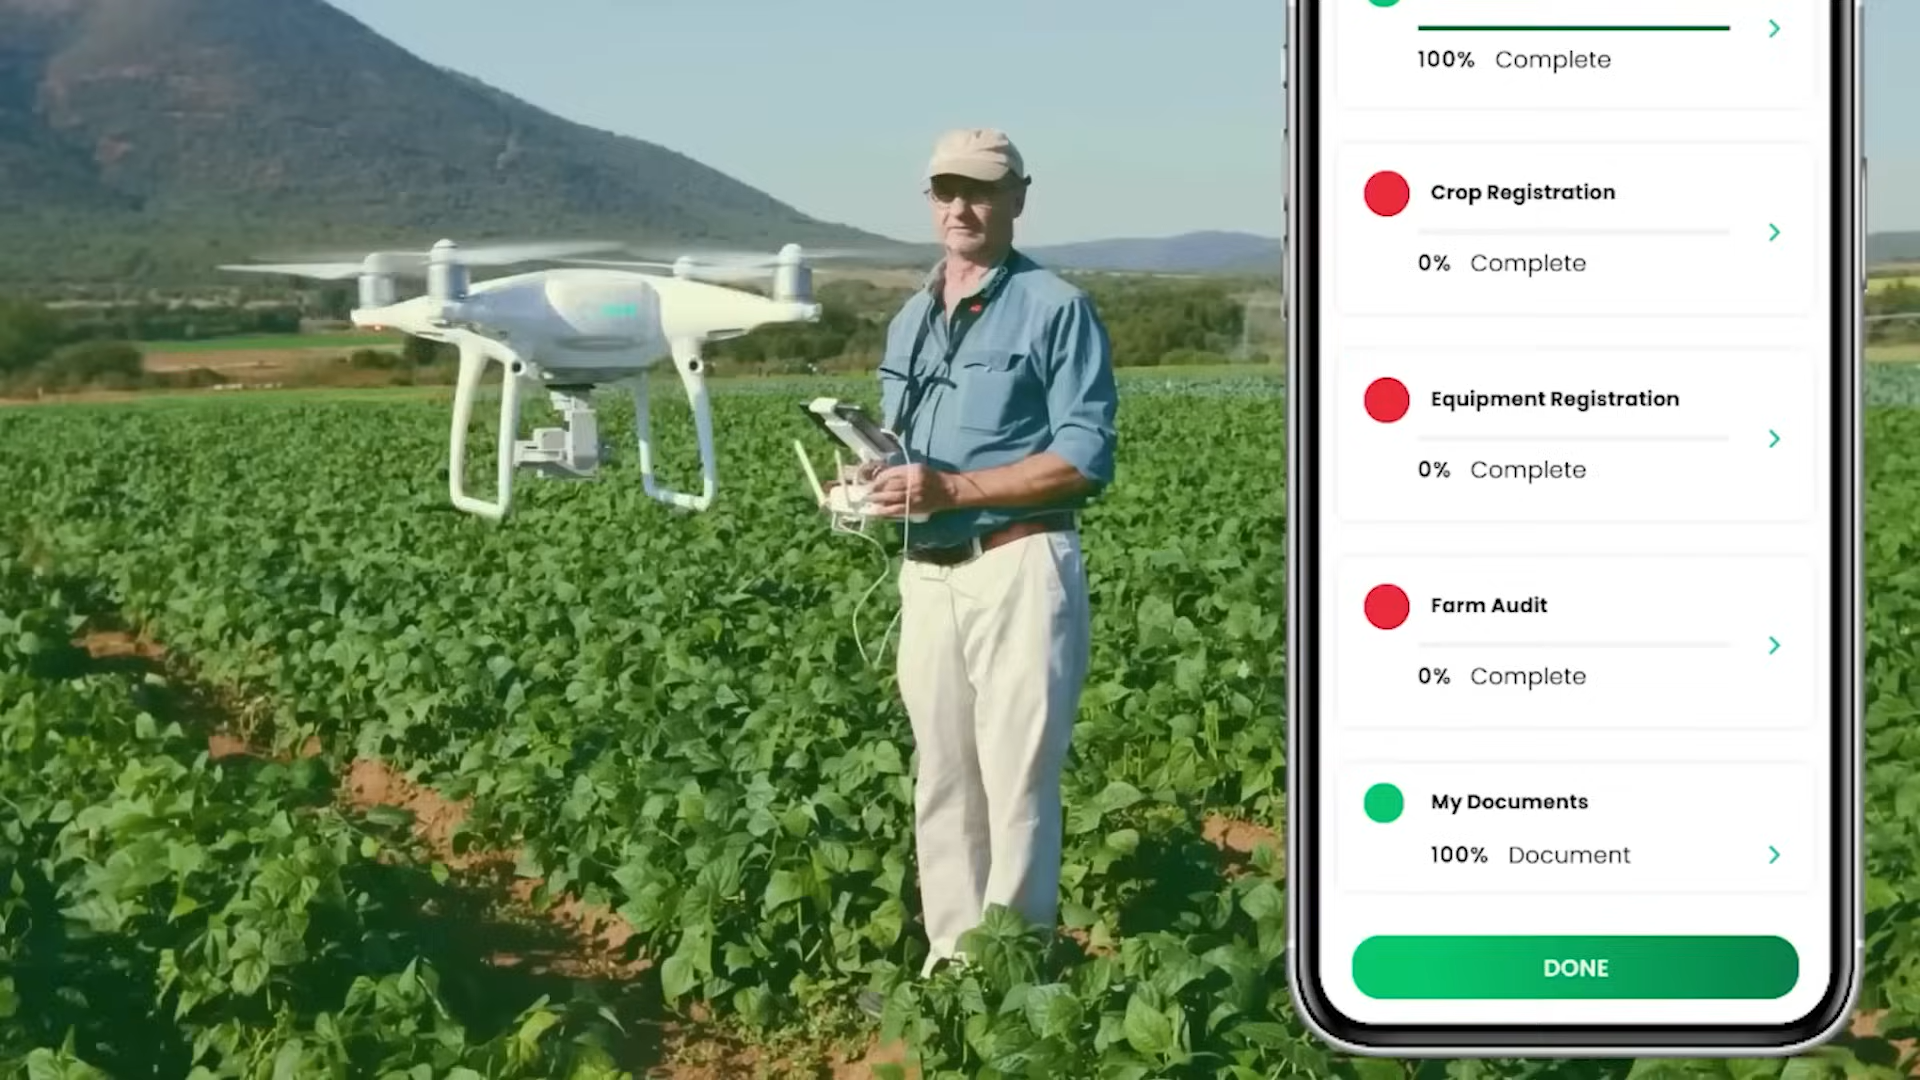 100% Complete
Crop Registration
0% Complete
Equipment Registration
0% Complete
Farm Audit
0% Complete
My Documents
100% Document
DONE